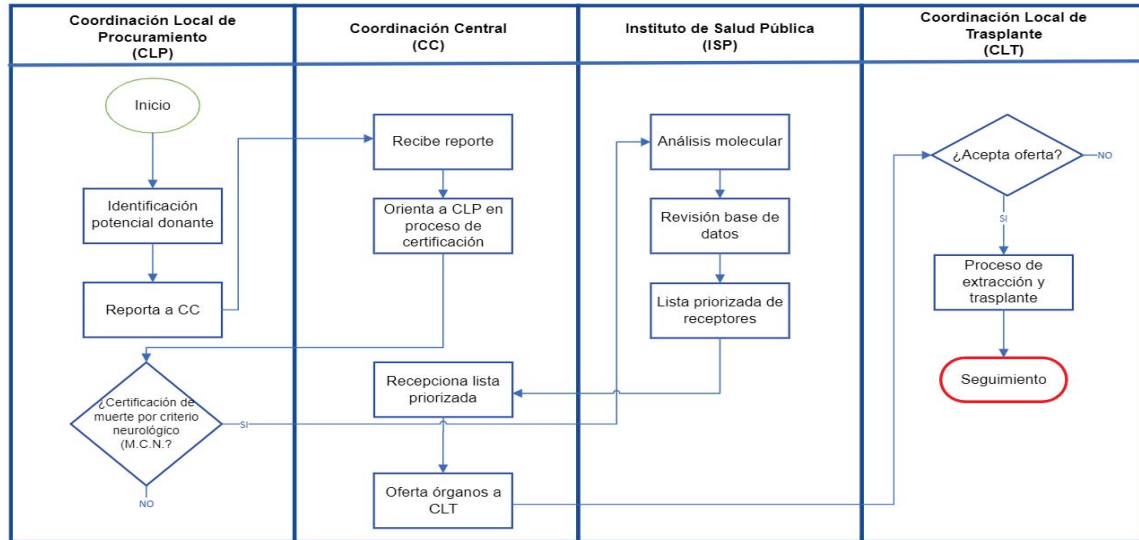 Coordinación Local de
Procuramiento
(CLP)
Coordinación Central
(CC)
Instituto de Salud Pública
(ISP)
Coordinación Local de
Trasplante
(CLT)
Inicio
Identificación
potencial donante
Reporta a CC
¿Certificación de
muerte por criterio
neurológico
(M.C.N.?
SI
NO
Recibe reporte
Orienta a CLP en
proceso de
certificación
Recepciona lista
priorizada
Oferta órganos a
CLT
Análisis molecular
Revisión base de
datos
Lista priorizada de
receptores
¿Acepta oferta?
NO
SI
Proceso de
extracción y
trasplante
Seguimiento